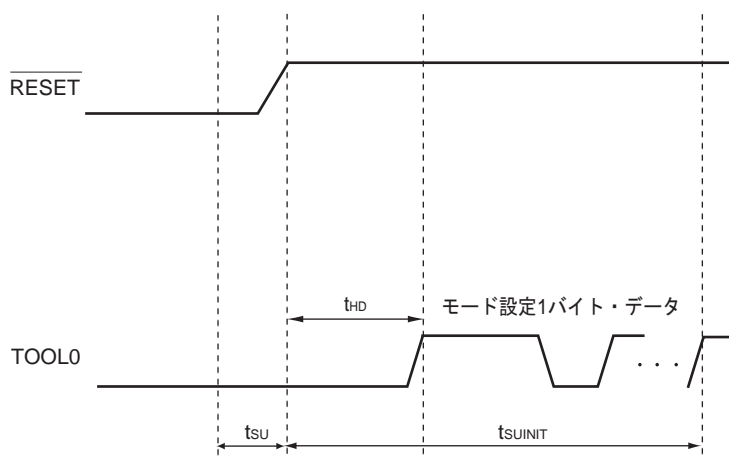 RESET
tHD
モード設定1バイト・データ
TOOL0
. . .
tSU
tSUINIT